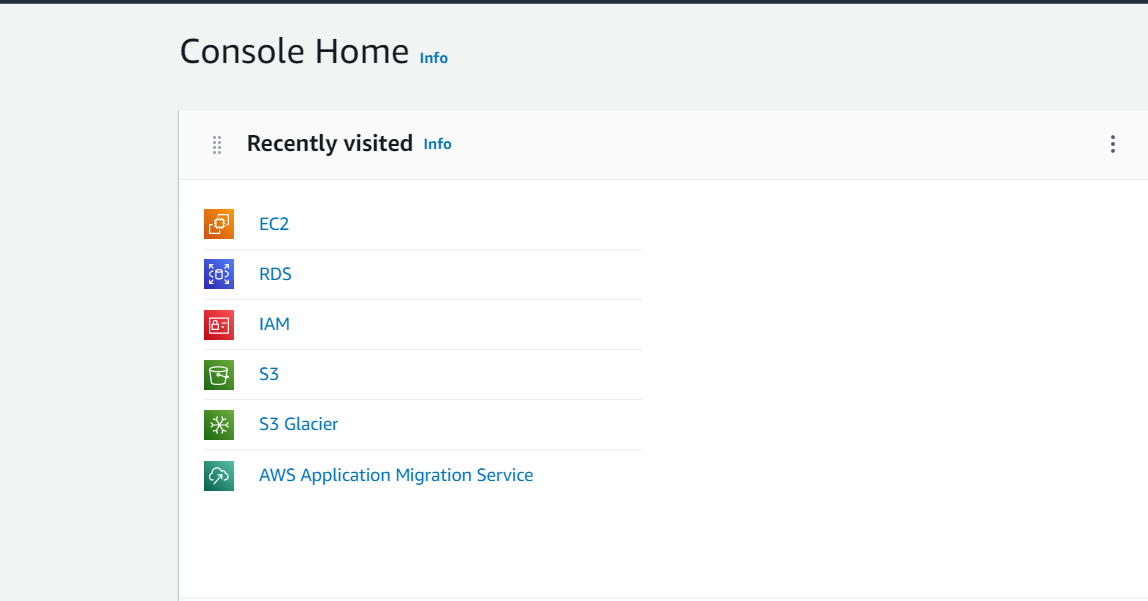 Console Home Info
Recently visited Info
EC2
RDS
IAM
S3
S3 Glacier
AWS Application Migration Service